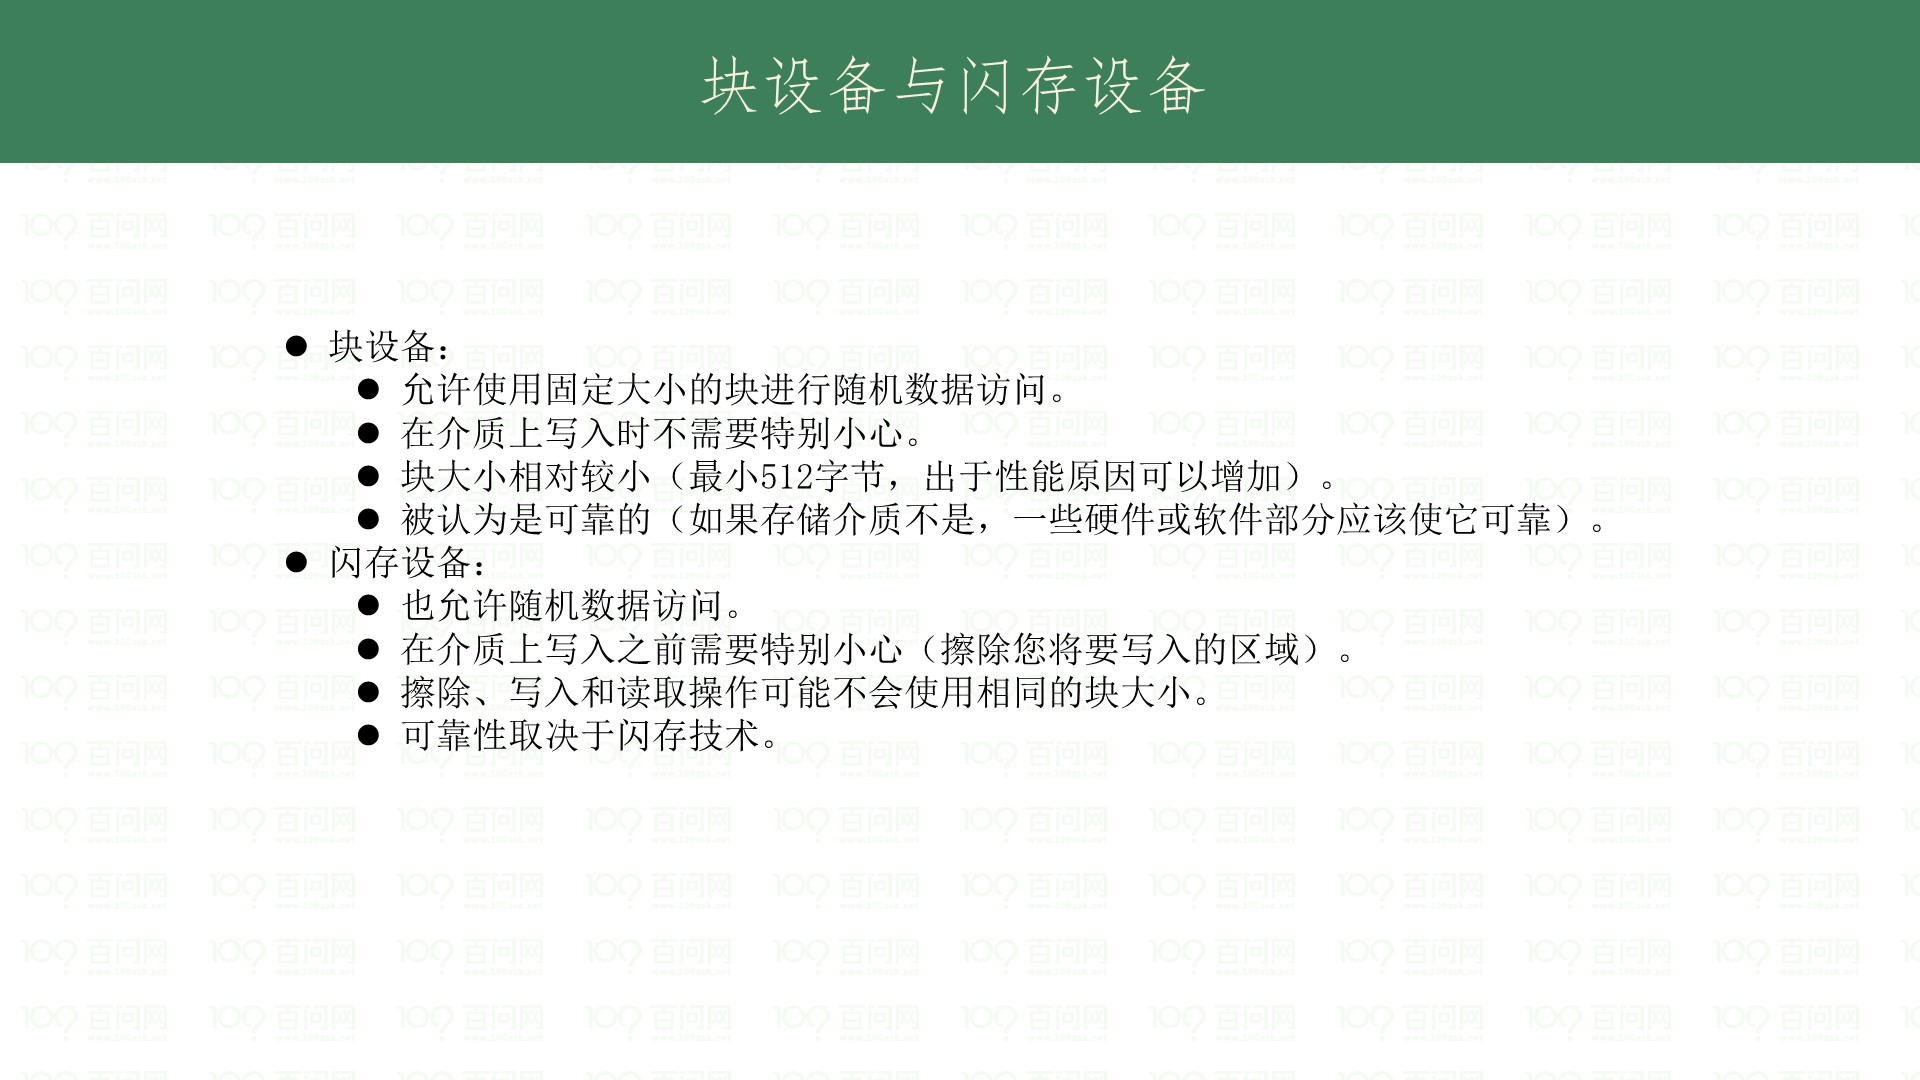 块设备与闪存设备
● 块设备：
● 允许使用固定大小的块进行随机数据访问。
● 在介质上写入时不需要特别小心。
● 块大小相对较小（最小512字节，出于性能原因可以增加）。
● 被认为是可靠的（如果存储介质不是，一些硬件或软件部分应该使它可靠）。
● 闪存设备：
● 也允许随机数据访问。
● 在介质上写入之前需要特别小心（擦除您将要写入的区域）。
● 擦除、写入和读取操作可能不会使用相同的块大小。
● 可靠性取决于闪存技术。